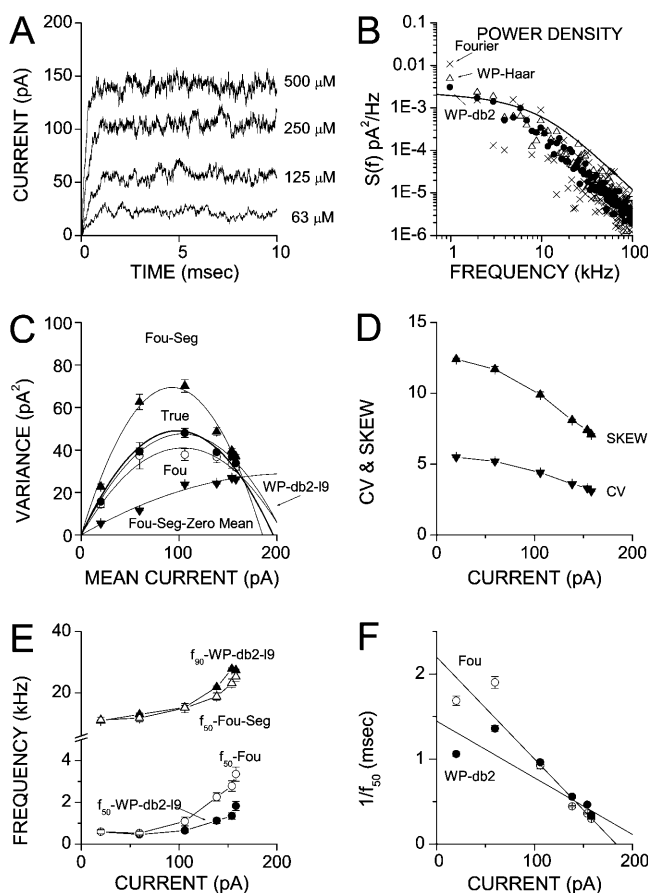 A
CURRENT (pA)
200
150
100
50
0
500 μM
250 μM
125 μM
63 μM
0
5
10
TIME (msec)
B
POWER DENSITY
S(f) pA²/Hz
0.1
0.01
1E-3
1E-4
1E-5
1E-6
Fourier
WP-Haar
WP-db2
1
10
100
FREQUENCY (kHz)
C
VARIANCE (pA²)
100
80
60
40
20
0
Fou-Seg
True
Fou
WP-db2-l9
Fou-Seg-Zero Mean
0
50
100
150
200
MEAN CURRENT (pA)
D
CV & SKEW
15
10
5
0
SKEW
CV
0
50
100
150
200
CURRENT (pA)
E
FREQUENCY (kHz)
40
20
4
2
0
f90-WP-db2-l9
f50-Fou-Seg
f50-Fou
f50-WP-db2-l9
0
50
100
150
200
CURRENT (pA)
F
1/f50 (msec)
2
1
0
Fou
WP-db2
0
50
100
150
200
CURRENT (pA)